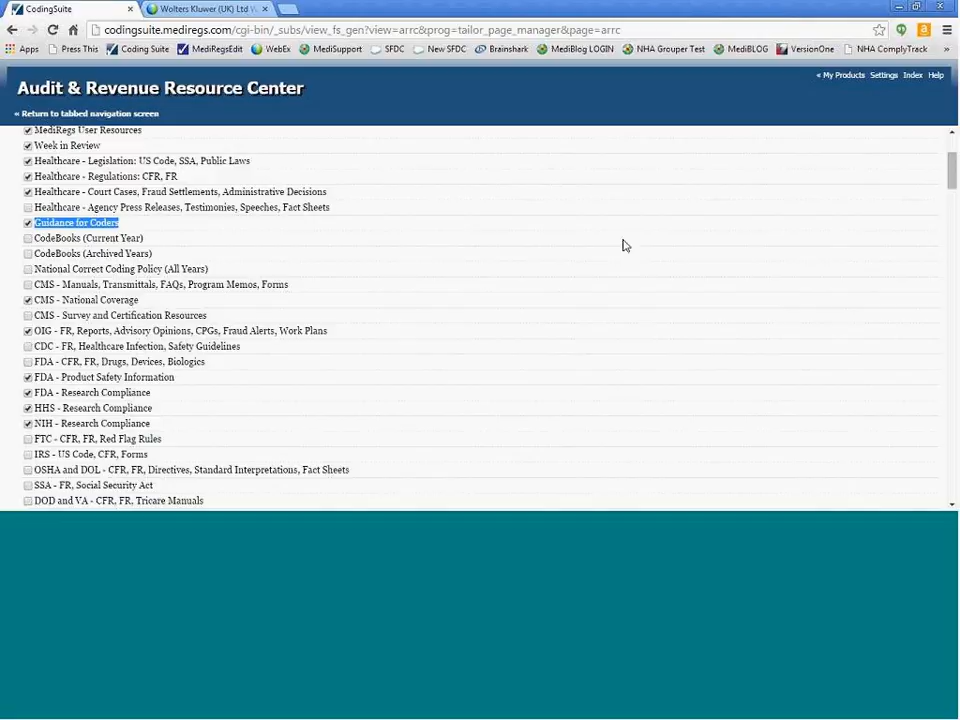 CodingSuite
Wolters Kluwer (UK) Ltd
codingsuite.mediregs.com/cgi-bin/_subs/view_fs_gen?view=arrc&prog=tailor_page_manager&page=arrc
Apps Press This Coding Suite MediRegsEdit WebEx MediSupport SFDC New SFDC Brainshark MediBlog LOGIN NHA Grouper Test MediBLOG VersionOne NHA ComplyTrack »
« My Products Settings Index Help
Audit & Revenue Resource Center
« Return to tabbed navigation screen
MediRegs User Resources
Week in Review
Healthcare - Legislation: US Code, SSA, Public Laws
Healthcare - Regulations: CFR, FR
Healthcare - Court Cases, Fraud Settlements, Administrative Decisions
Healthcare - Agency Press Releases, Testimonies, Speeches, Fact Sheets
Guidance for Coders
CodeBooks (Current Year)
CodeBooks (Archived Years)
National Correct Coding Policy (All Years)
CMS - Manuals, Transmittals, FAQs, Program Memos, Forms
CMS - National Coverage
CMS - Survey and Certification Resources
OIG - FR, Reports, Advisory Opinions, CPGs, Fraud Alerts, Work Plans
CDC - FR, Healthcare Infection, Safety Guidelines
FDA - CFR, FR, Drugs, Devices, Biologics
FDA - Product Safety Information
FDA - Research Compliance
HHS - Research Compliance
NIH - Research Compliance
FTC - CFR, FR, Red Flag Rules
IRS - US Code, CFR, Forms
OSHA and DOL - CFR, FR, Directives, Standard Interpretations, Fact Sheets
SSA - FR, Social Security Act
DOD and VA - CFR, FR, Tricare Manuals